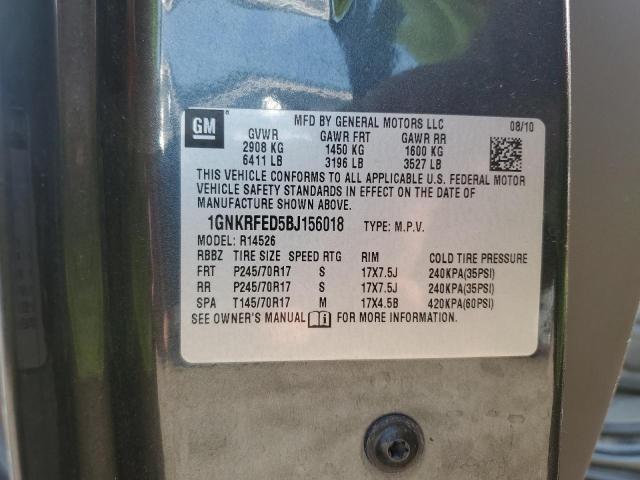 GM
MFD BY GENERAL MOTORS LLC 08/10
GVWR GAWR FRT GAWR RR
2908 KG 1450 KG 1600 KG
6411 LB 3196 LB 3527 LB
THIS VEHICLE CONFORMS TO ALL APPLICABLE U.S. FEDERAL MOTOR
VEHICLE SAFETY STANDARDS IN EFFECT ON THE DATE OF
MANUFACTURE SHOWN ABOVE.
1GNKRFED5BJ156018 TYPE: M.P.V.
MODEL: R14526
RBBZ TIRE SIZE SPEED RTG RIM COLD TIRE PRESSURE
FRT P245/70R17 S 17X7.5J 240KPA(35PSI)
RR P245/70R17 S 17X7.5J 240KPA(35PSI)
SPA T145/70R17 M 17X4.5B 420KPA(60PSI)
SEE OWNER'S MANUAL FOR MORE INFORMATION.